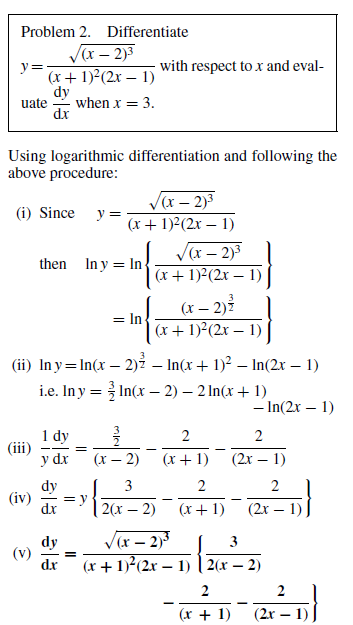 Problem 2. Differentiate
y = √(x – 2)³ / (x + 1)²(2x – 1) with respect to x and eval-
uate dy/dx when x = 3.
Using logarithmic differentiation and following the
above procedure:
(i) Since y = √(x – 2)³ / (x + 1)²(2x – 1)
then ln y = ln { √(x – 2)³ / (x + 1)²(2x – 1) }
= ln { (x – 2)^(3/2) / (x + 1)²(2x – 1) }
(ii) ln y = ln(x – 2)^(3/2) – ln(x + 1)² – ln(2x – 1)
i.e. ln y = 3/2 ln(x – 2) – 2 ln(x + 1)
– ln(2x – 1)
(iii) 1/y dy/dx = (3/2)/(x – 2) – 2/(x + 1) – 2/(2x – 1)
(iv) dy/dx = y { 3/2(x – 2) – 2/(x + 1) – 2/(2x – 1) }
(v) dy/dx = √(x – 2)³ / (x + 1)²(2x – 1) { 3/2(x – 2)
– 2/(x + 1) – 2/(2x – 1) }